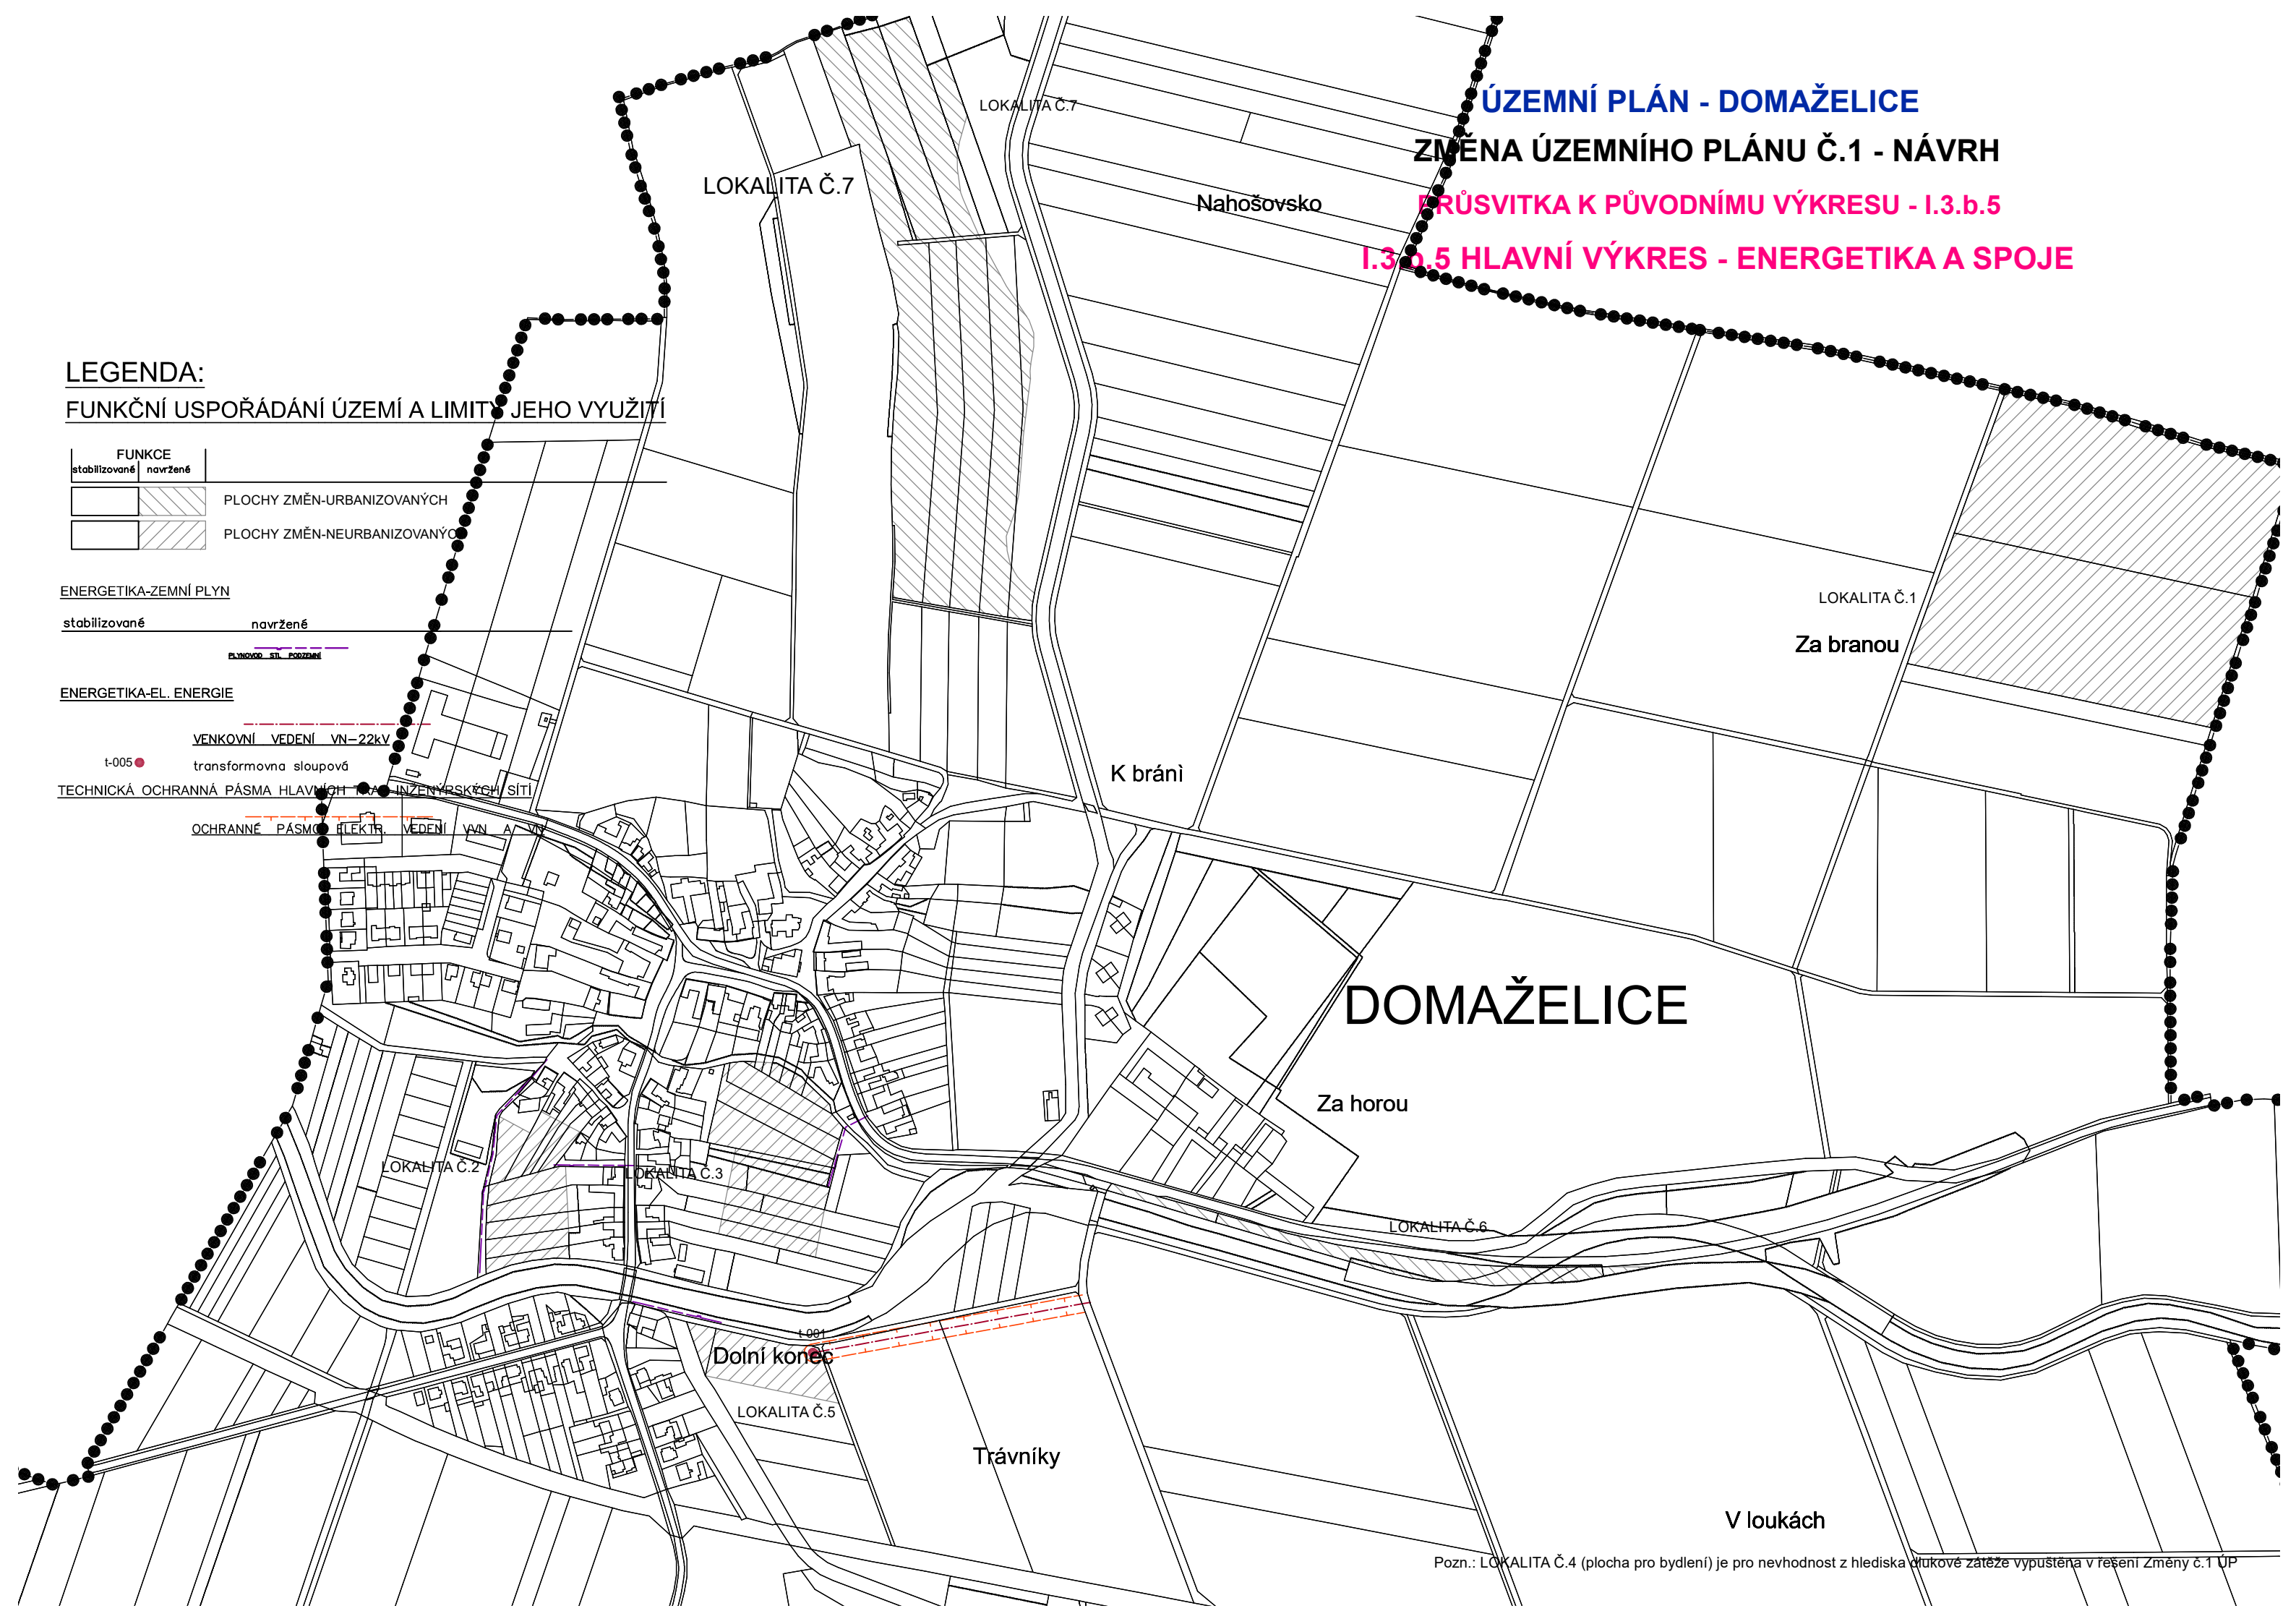 ÚZEMNÍ PLÁN - DOMAŽELICE
ZMĚNA ÚZEMNÍHO PLÁNU Č.1 - NÁVRH
PRŮSVITKA K PŮVODNÍMU VÝKRESU - I.3.b.5
I.3.b.5 HLAVNÍ VÝKRES - ENERGETIKA A SPOJE
LOKALITA Č.7
LOKALITA Č.7
Nahošovsko
LEGENDA:
FUNKČNÍ USPOŘÁDÁNÍ ÚZEMÍ A LIMITY JEHO VYUŽITÍ
FUNKCE
stabilizované navržené
PLOCHY ZMĚN-URBANIZOVANÝCH
PLOCHY ZMĚN-NEURBANIZOVANÝCH
ENERGETIKA-ZEMNÍ PLYN
stabilizované navržené
PLYNOVOD STL PODZEMNÍ
ENERGETIKA-EL. ENERGIE
VENKOVNÍ VEDENÍ VN-22kV
t-005 transformovna sloupová
TECHNICKÁ OCHRANNÁ PÁSMA HLAVNÍCH TRAS INŽENÝRSKÝCH SÍTÍ
OCHRANNÉ PÁSMO ELEKTR. VEDENÍ VVN A VN
LOKALITA Č.1
Za branou
K bránì
DOMAŽELICE
Za horou
LOKALITA Č.2
LOKALITA Č.3
LOKALITA Č.6
t-001
Dolní konec
LOKALITA Č.5
Trávníky
V loukách
Pozn.: LOKALITA Č.4 (plocha pro bydlení) je pro nevhodnost z hlediska hlukové zátěže vypuštěna v řešení Změny č.1 ÚP